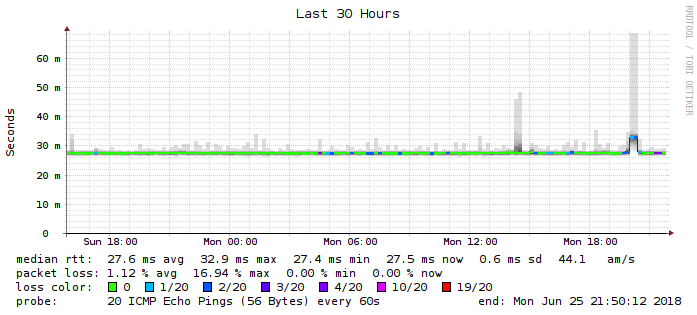 Last 30 Hours
RRDTOOL / TOBI OETIKER
Seconds
60 m
50 m
40 m
30 m
20 m
10 m
0
Sun 18:00 Mon 00:00 Mon 06:00 Mon 12:00 Mon 18:00
median rtt: 27.6 ms avg 32.9 ms max 27.4 ms min 27.5 ms now 0.6 ms sd 44.1 am/s
packet loss: 1.12 % avg 16.94 % max 0.00 % min 0.00 % now
loss color: 0 1/20 2/20 3/20 4/20 10/20 19/20
probe: 20 ICMP Echo Pings (56 Bytes) every 60s end: Mon Jun 25 21:50:12 2018